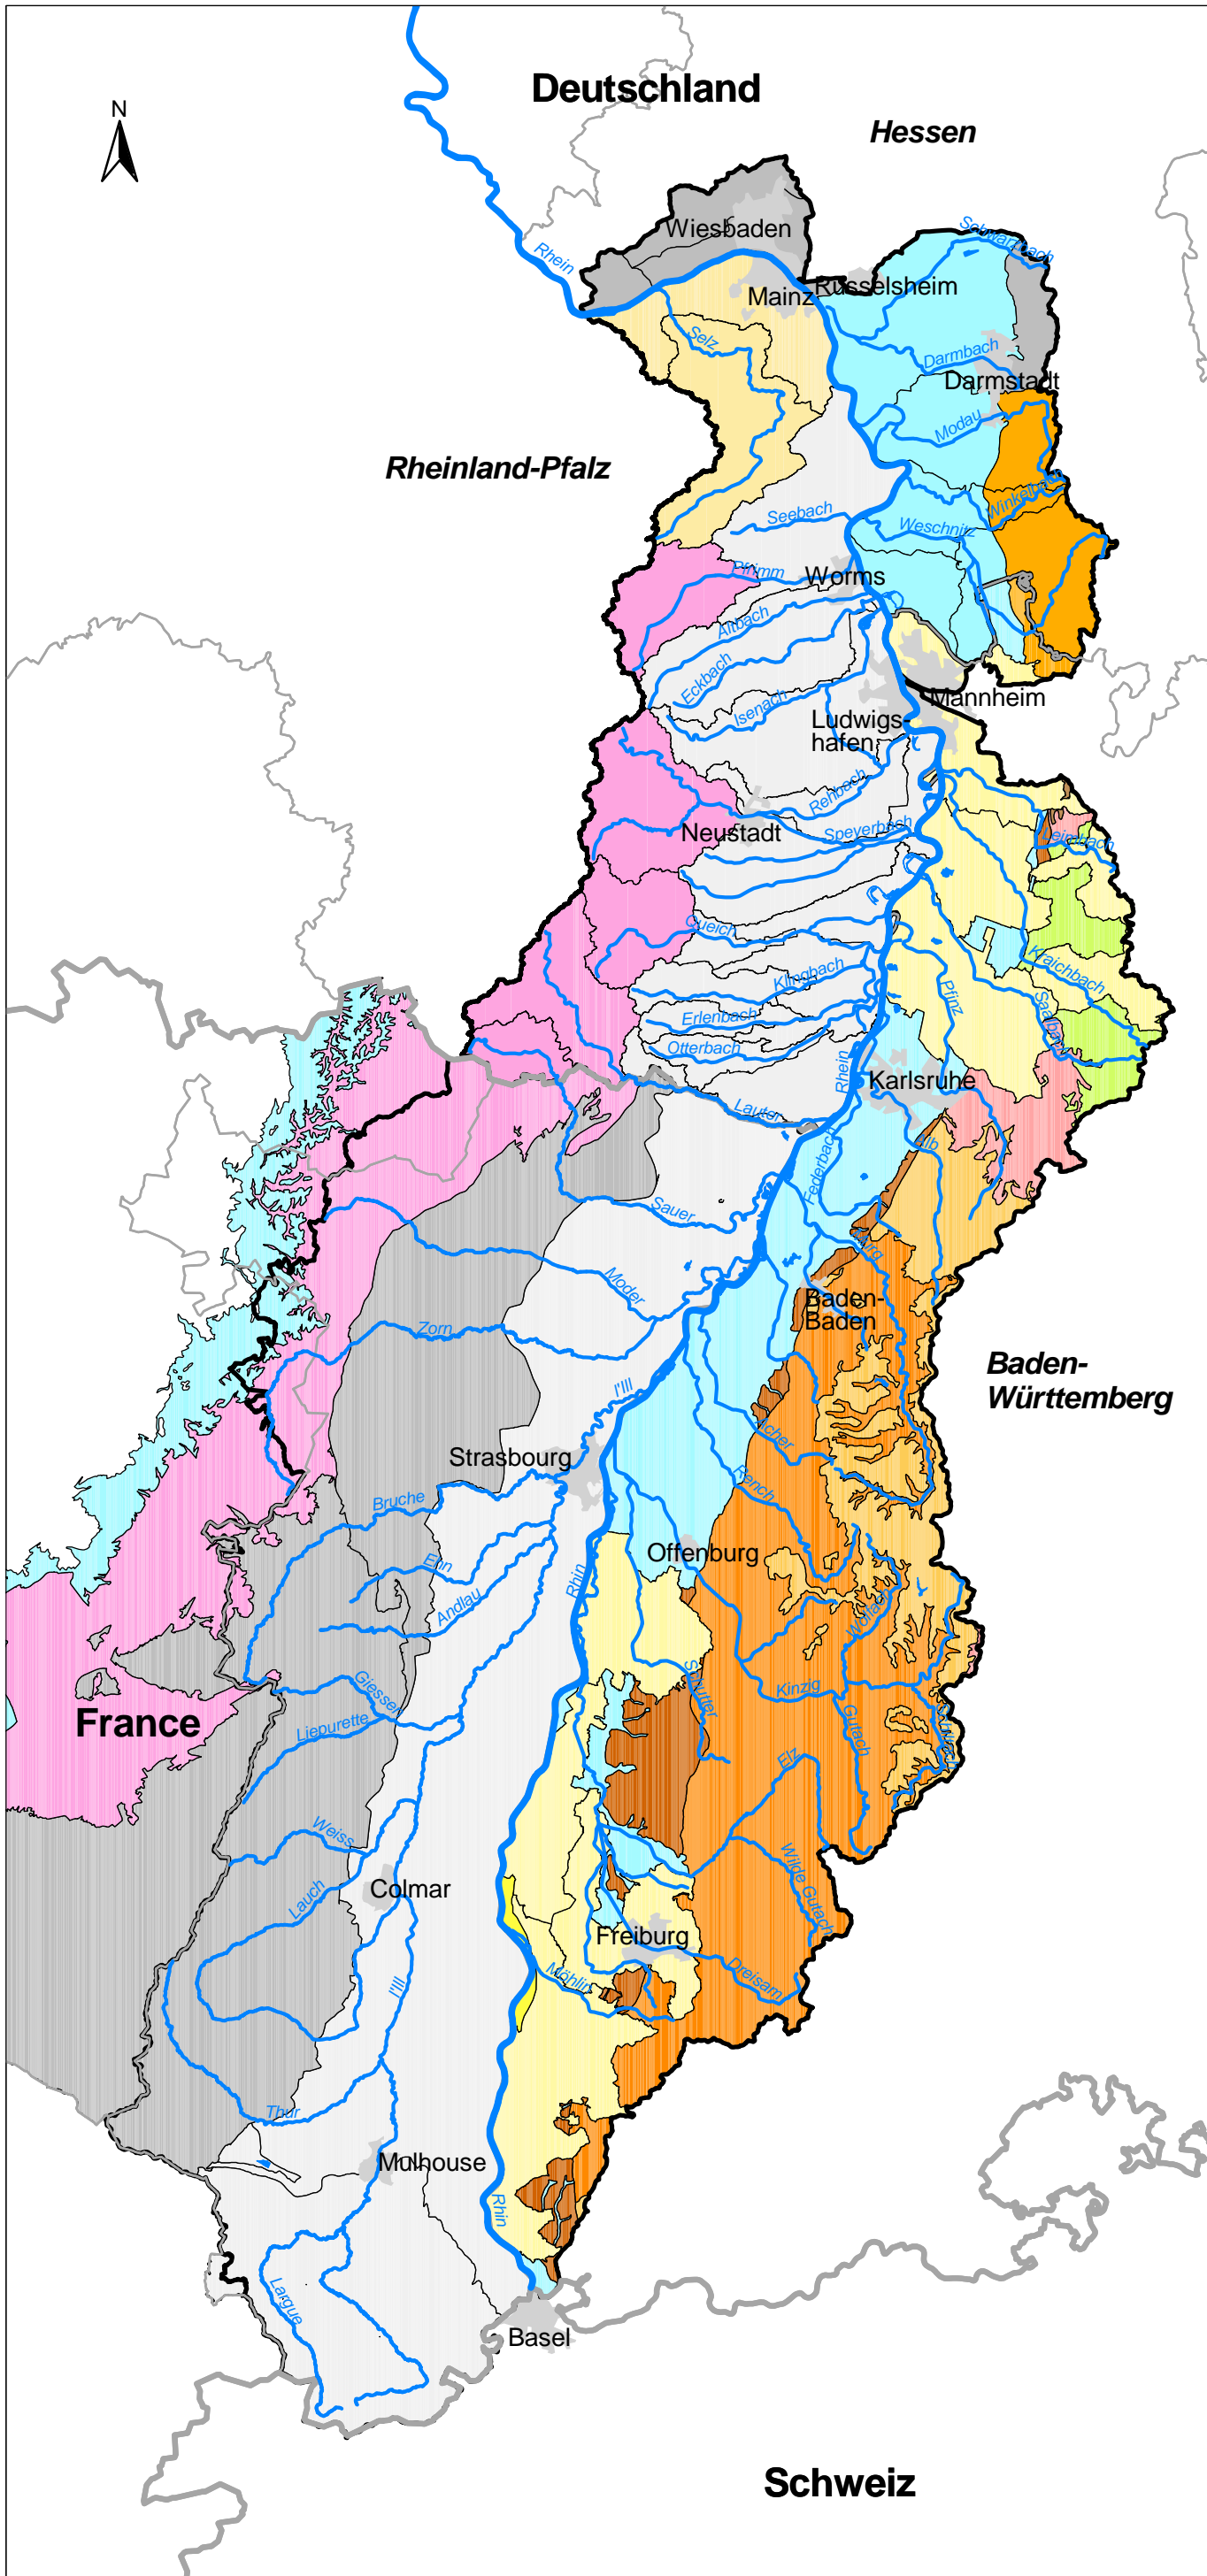 Deutschland
N
Hessen
Wiesbaden
Schwarzbach
Rhein
Rüsselsheim
Mainz
Selz
Darmbach
Darmstadt
Modau
Rheinland-Pfalz
Winkelbach
Seebach
Weschnitz
Pfrimm
Worms
Altbach
Eckbach
Isenach
Mannheim
Ludwigs-
hafen
Rehbach
Neustadt
Speyerbach
Leimbach
Queich
Kraichbach
Klingbach
Pfinz
Saalbach
Erlenbach
Otterbach
Rhein
Karlsruhe
Lauter
Alb
Federbach
Sauer
Murg
Moder
Baden-
Baden
Zorn
Baden-
Württemberg
l'Ill
Acher
Strasbourg
Rench
Bruche
Offenburg
Ehn
Rhin
Andlau
Wolfach
Schutter
Giessen
Kinzig
France
Liepurette
Gutach
Schiltach
Elz
Weiss
Wilde Gutach
Colmar
Lauch
Freiburg
Dreisam
Möhlin
l'Ill
Thur
Mulhouse
Rhin
Largue
Basel
Schweiz